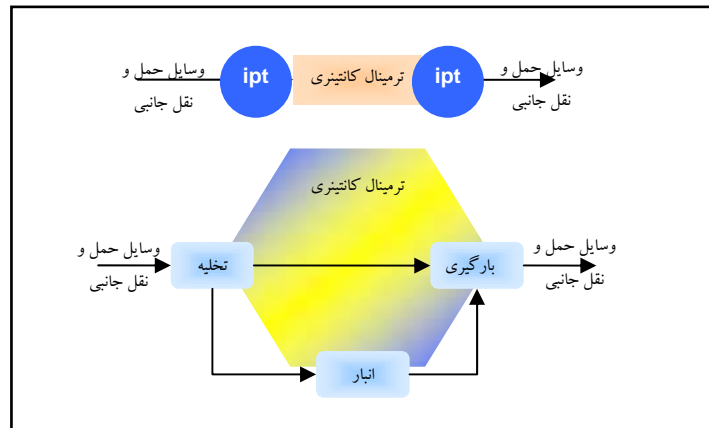 وسایل حمل و
نقل جانبی
ipt
ترمینال کانتینری
ipt
وسایل حمل و
نقل جانبی
ترمینال کانتینری
وسایل حمل و
نقل جانبی
تخلیه
بارگیری
وسایل حمل و
نقل جانبی
انبار